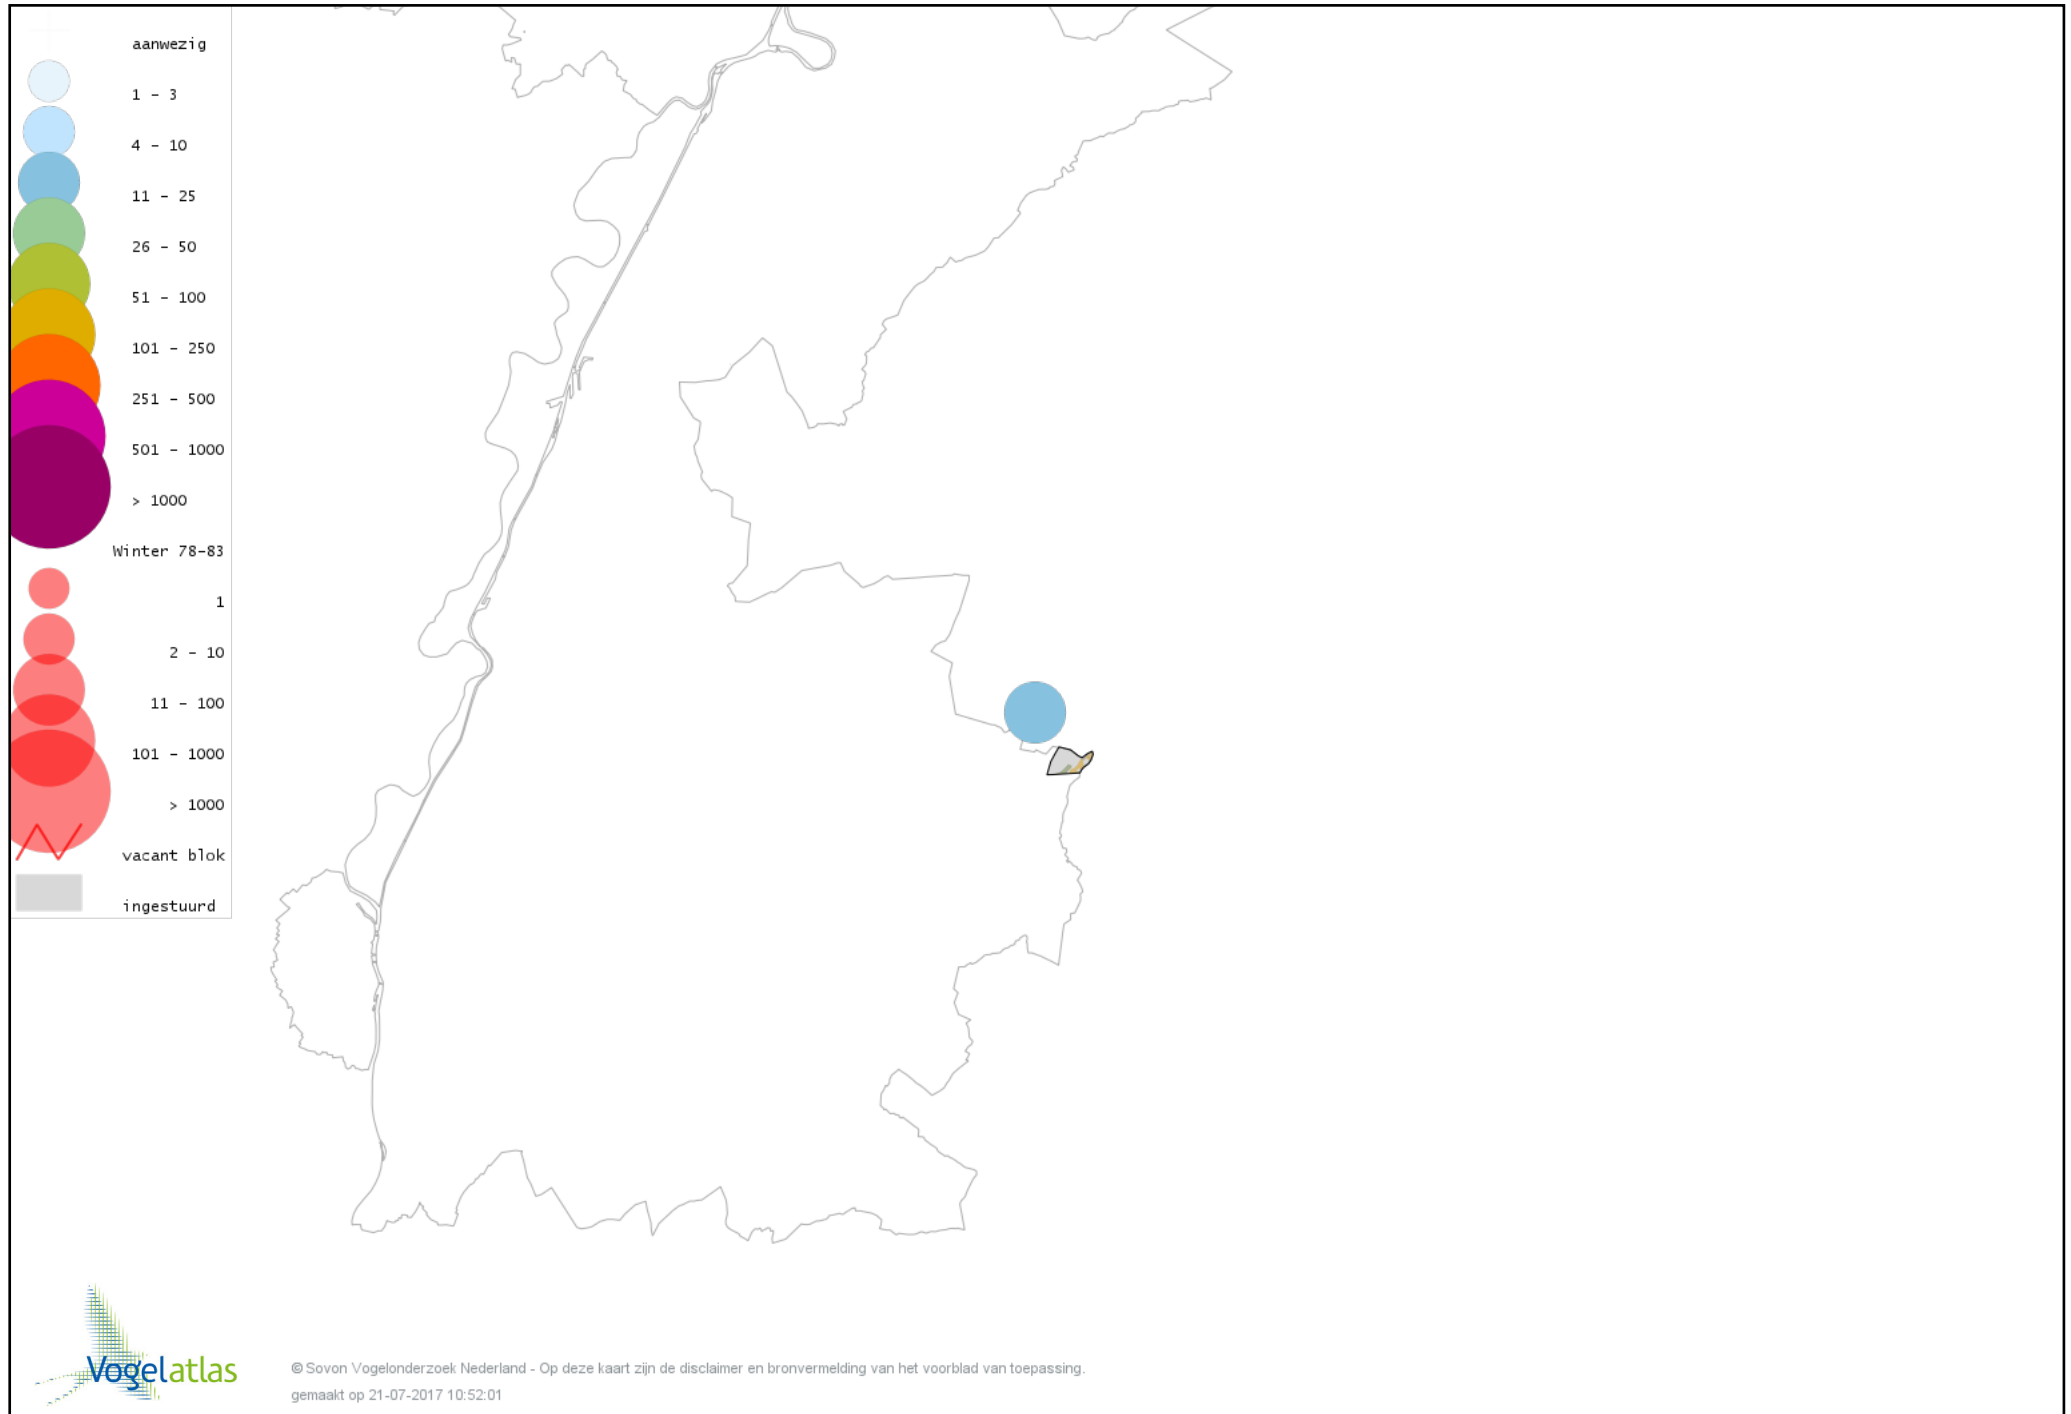 aanwezig
1 - 3
4 - 10
11 - 25
26 - 50
51 - 100
101 - 250
251 - 500
501 - 1000
> 1000
Winter 78-83
1
2 - 10
11 - 100
101 - 1000
> 1000
vacant blok
ingestuurd
Vogelatlas
© Sovon Vogelonderzoek Nederland - Op deze kaart zijn de disclaimer en bronvermelding van het voorblad van toepassing.
gemaakt op 21-07-2017 10:52:01